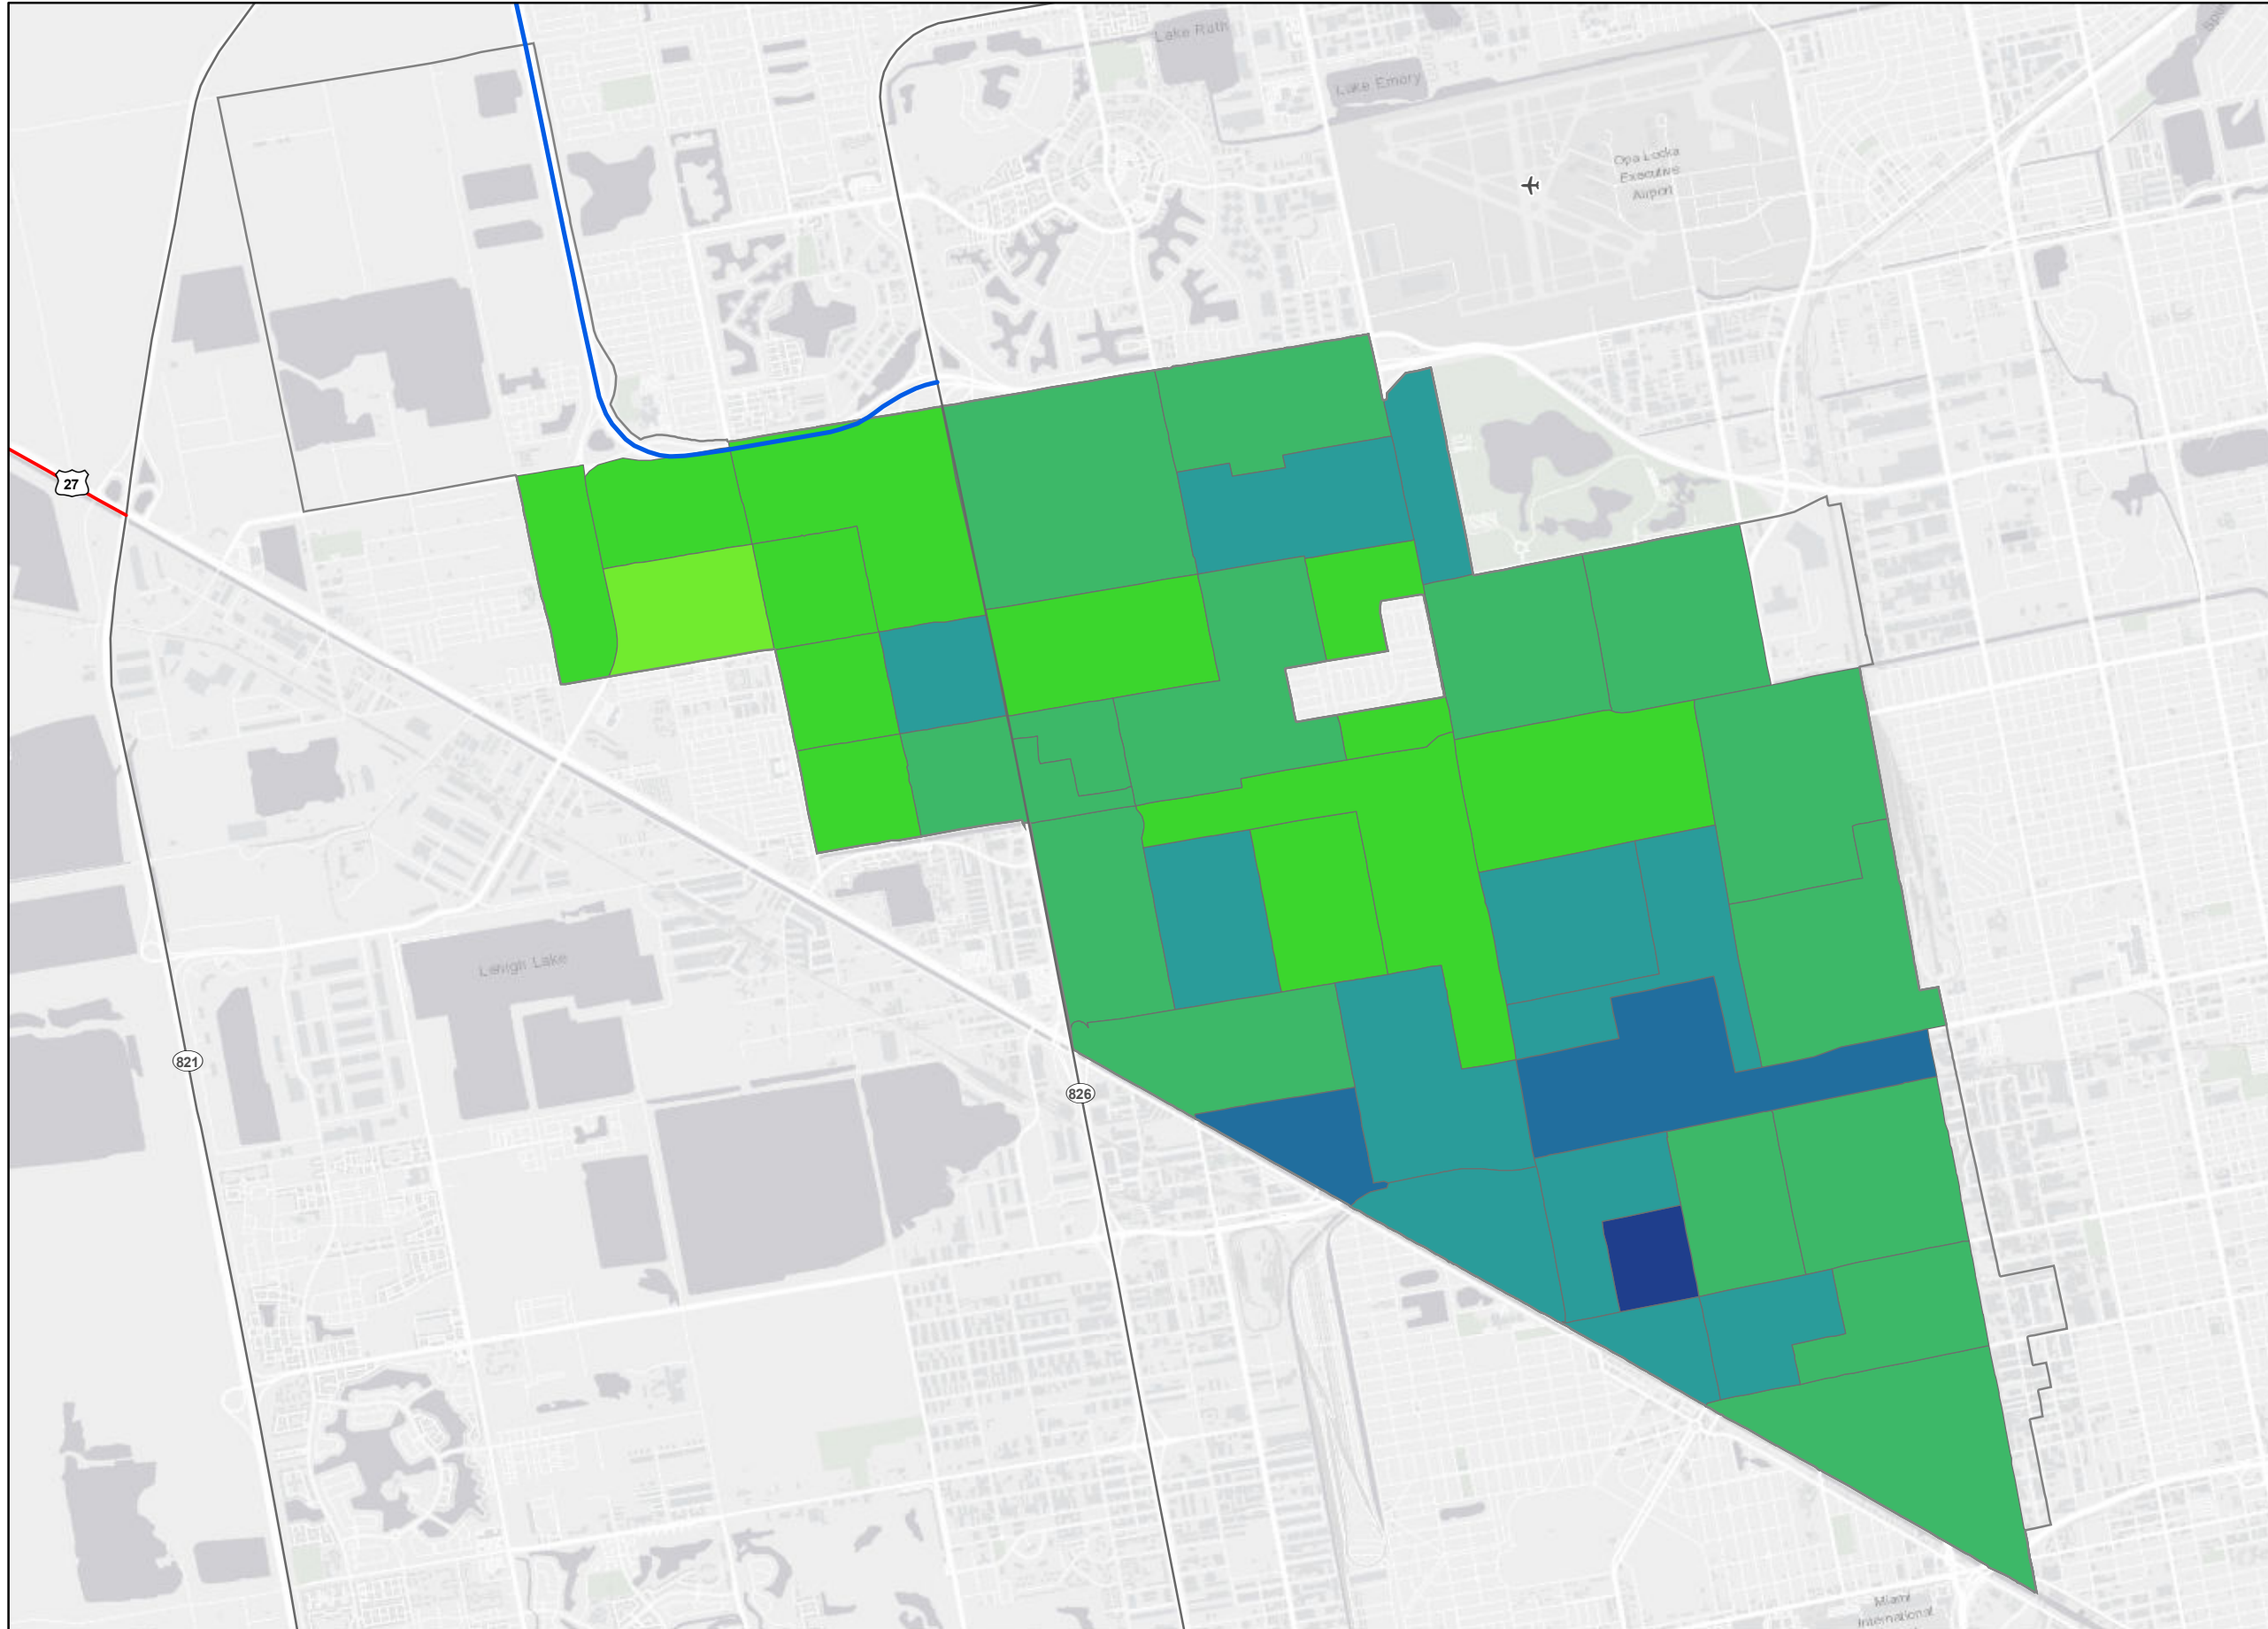 Lake Ruth
Lake Emory
Opa Locka
Executive
Airport
27
Lehigh Lake
821
826
Miami
International